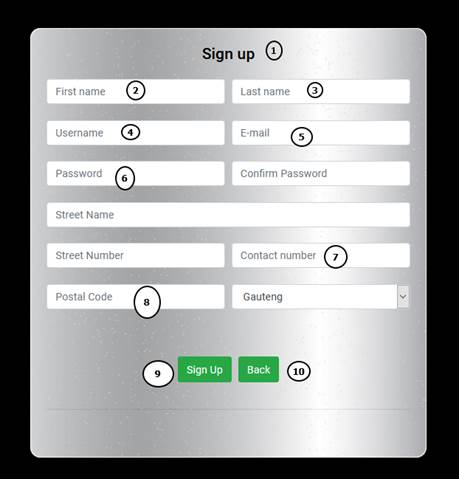 Sign up 1
First name 2 Last name 3
Username 4 E-mail 5
Password 6 Confirm Password
Street Name
Street Number Contact number 7
Postal Code 8 Gauteng
9 Sign Up Back 10